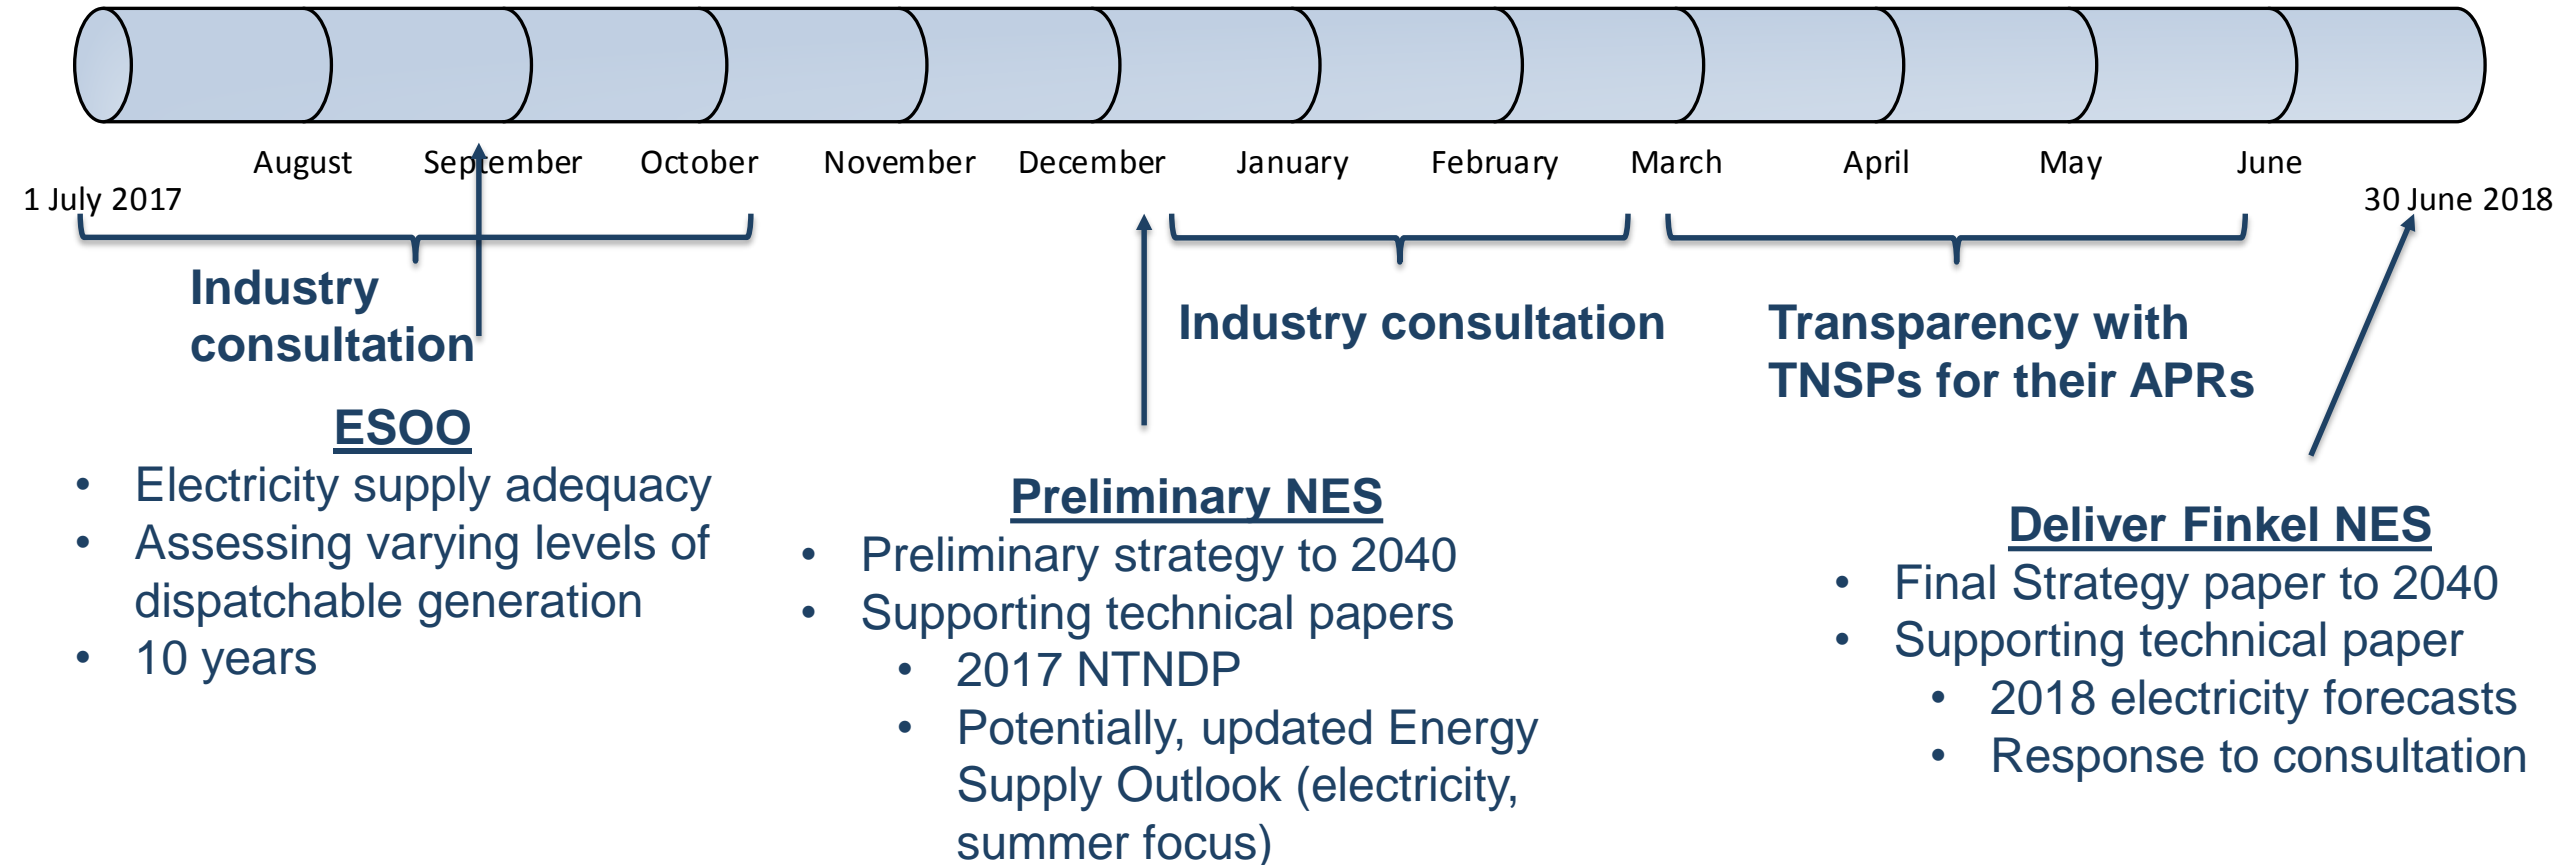 August
September
October
November
December
January
February
March
April
May
June
1 July 2017
30 June 2018
Industry
consultation
Industry consultation
Transparency with
TNSPs for their APRs
ESOO
• Electricity supply adequacy
• Assessing varying levels of
dispatchable generation
• 10 years
Preliminary NES
• Preliminary strategy to 2040
• Supporting technical papers
• 2017 NTNDP
• Potentially, updated Energy
Supply Outlook (electricity,
summer focus)
Deliver Finkel NES
• Final Strategy paper to 2040
• Supporting technical paper
• 2018 electricity forecasts
• Response to consultation